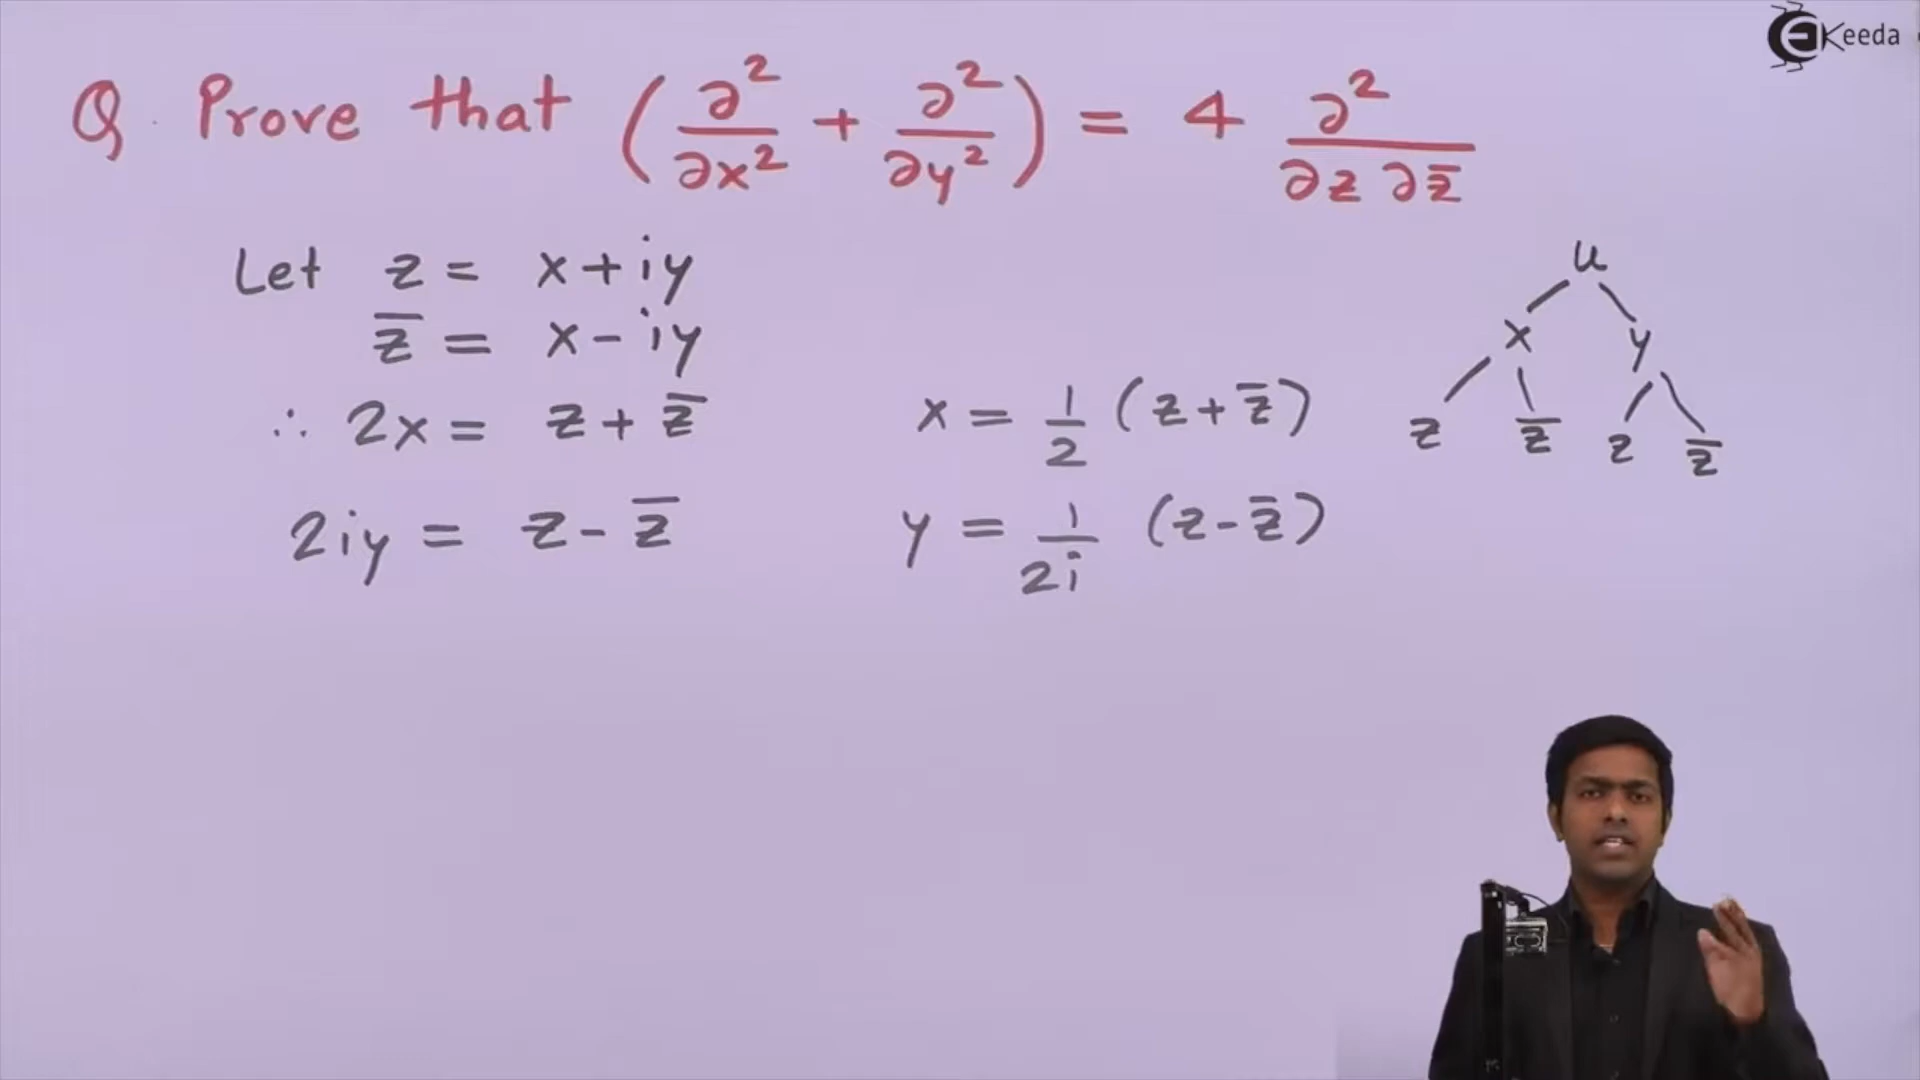 Q. Prove that (∂²/∂x² + ∂²/∂y²) = 4 ∂²/∂z ∂z̄
Let z = x + iy
z̄ = x - iy
∴ 2x = z + z̄
x = 1/2 (z + z̄)
2iy = z - z̄
y = 1/2i (z - z̄)
u
x y
z z̄ z z̄
EKeeda